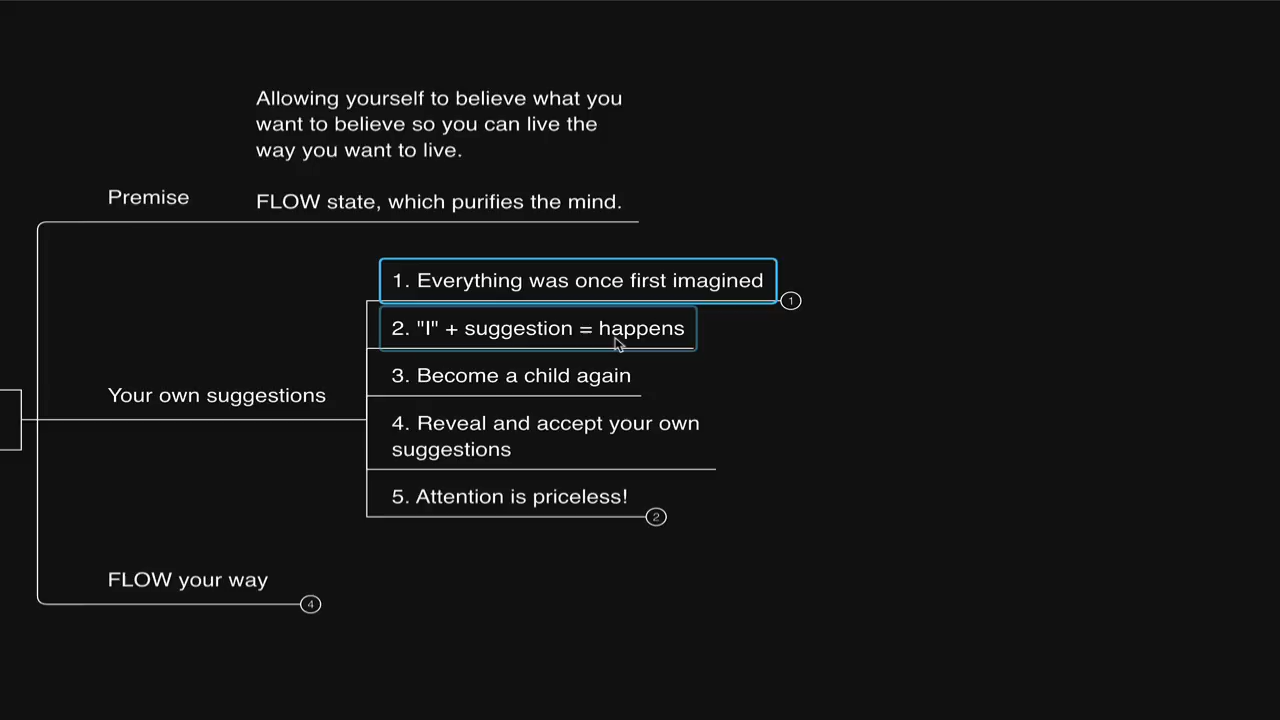 Allowing yourself to believe what you
want to believe so you can live the
way you want to live.
Premise
FLOW state, which purifies the mind.
1. Everything was once first imagined
1
2. "I" + suggestion = happens
3. Become a child again
Your own suggestions
4. Reveal and accept your own
suggestions
5. Attention is priceless!
2
FLOW your way
4